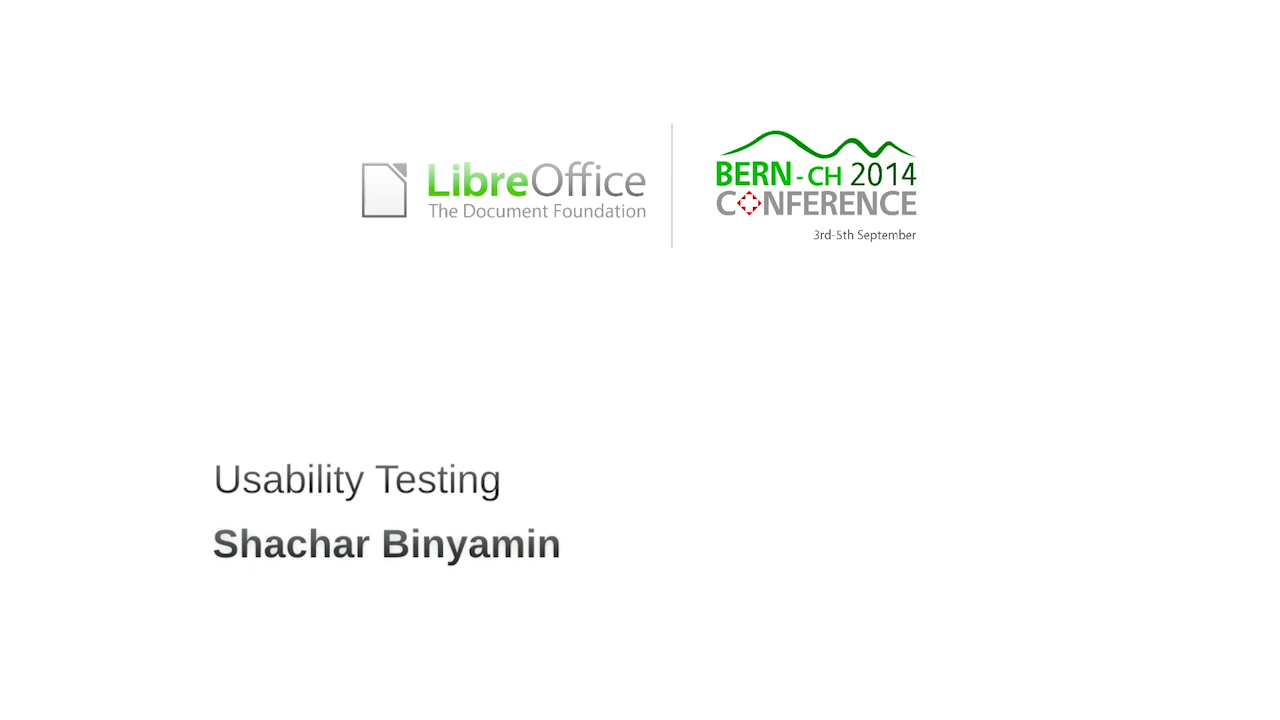 LibreOffice
The Document Foundation
BERN - CH 2014
CONFERENCE
3rd-5th September
Usability Testing
Shachar Binyamin